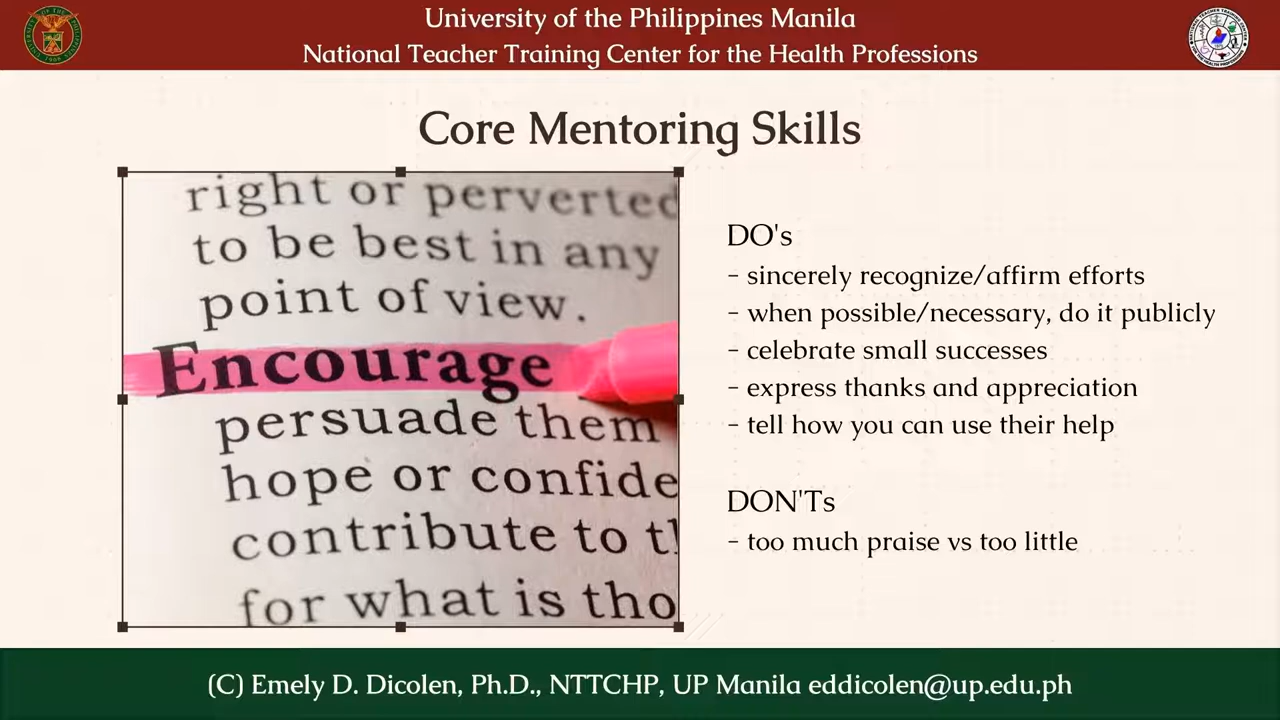 University of the Philippines Manila
National Teacher Training Center for the Health Professions
Core Mentoring Skills
right or perverted
to be best in any
point of view.
Encourage
persuade them
hope or confide
contribute to t
for what is tho
DO's
- sincerely recognize/affirm efforts
- when possible/necessary, do it publicly
- celebrate small successes
- express thanks and appreciation
- tell how you can use their help
DON'Ts
- too much praise vs too little
(C) Emely D. Dicolen, Ph.D., NTTCHP, UP Manila eddicolen@up.edu.ph